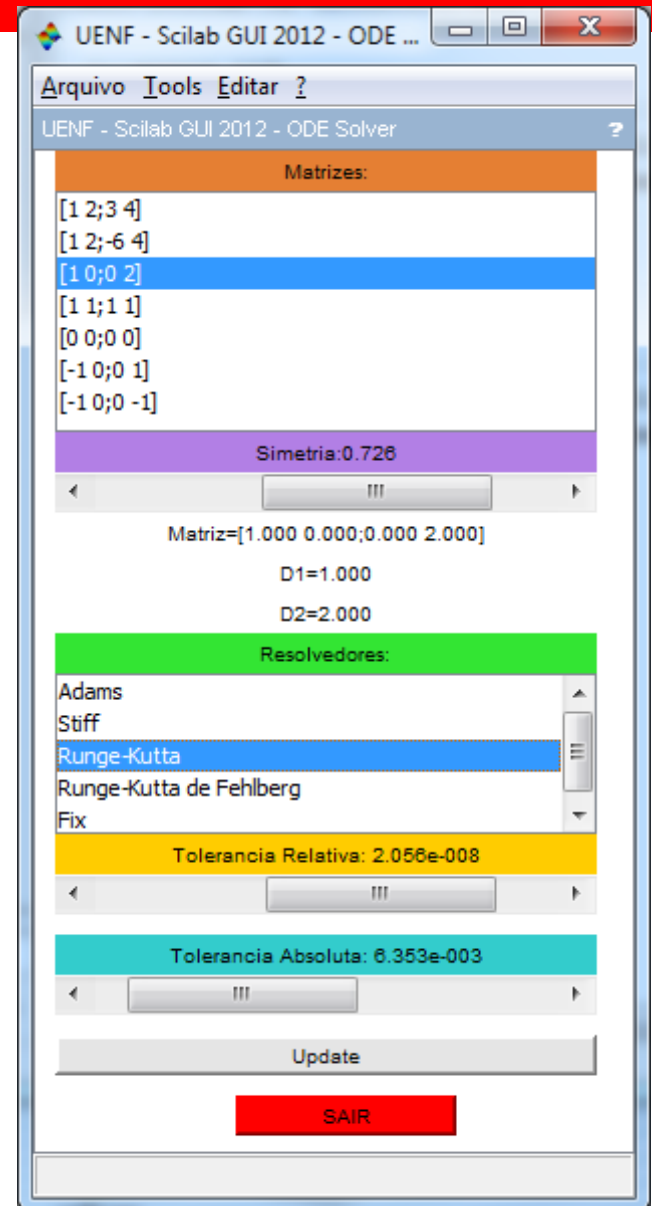 UENF - Scilab GUI 2012 - ODE ...
Arquivo Tools Editar ?
UENF - Scilab GUI 2012 - ODE Solver ?
Matrizes:
[1 2;3 4]
[1 2;-6 4]
[1 0;0 2]
[1 1;1 1]
[0 0;0 0]
[-1 0;0 1]
[-1 0;0 -1]
Simetria:0.726
Matriz=[1.000 0.000;0.000 2.000]
D1=1.000
D2=2.000
Resolvedores:
Adams
Stiff
Runge-Kutta
Runge-Kutta de Fehlberg
Fix
Tolerancia Relativa: 2.056e-008
Tolerancia Absoluta: 6.353e-003
Update
SAIR